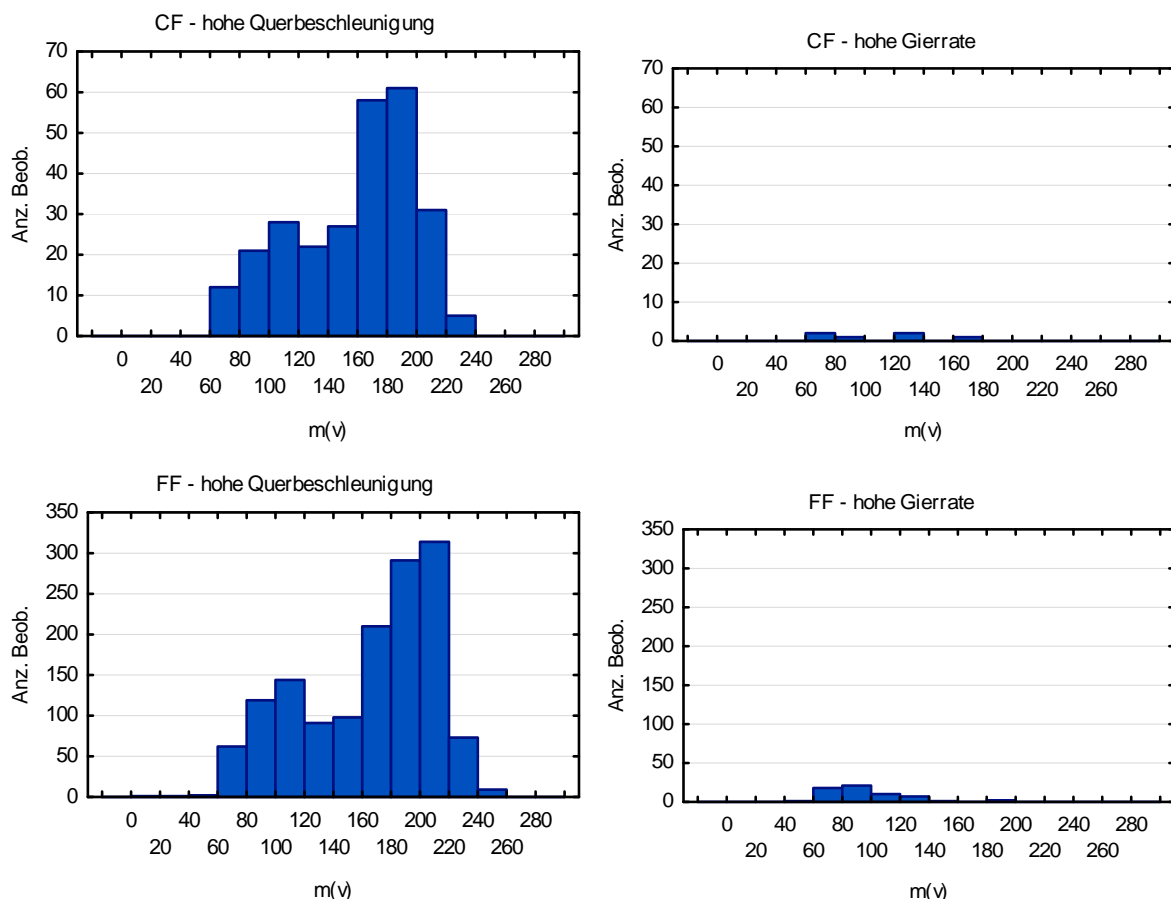 CF - hohe Querbeschleunigung
70
60
50
40
30
20
10
0
Anz. Beob.
0 40 80 120 160 200 240 280
20 60 100 140 180 220 260
m(v)
CF - hohe Gierrate
70
60
50
40
30
20
10
0
Anz. Beob.
0 40 80 120 160 200 240 280
20 60 100 140 180 220 260
m(v)
FF - hohe Querbeschleunigung
350
300
250
200
150
100
50
0
Anz. Beob.
0 40 80 120 160 200 240 280
20 60 100 140 180 220 260
m(v)
FF - hohe Gierrate
350
300
250
200
150
100
50
0
Anz. Beob.
0 40 80 120 160 200 240 280
20 60 100 140 180 220 260
m(v)